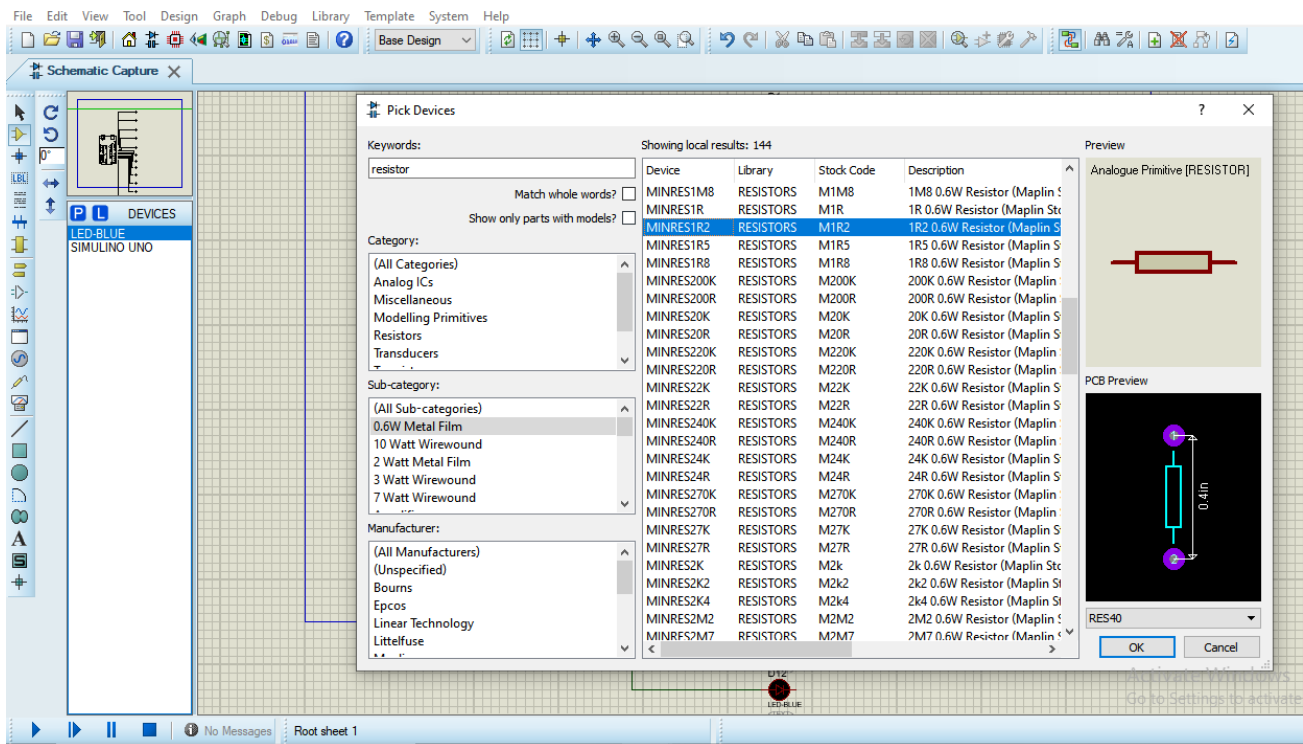 File Edit View Tool Design Graph Debug Library Template System Help
Base Design
Schematic Capture
Pick Devices
?
Keywords:
resistor
Match whole words?
Show only parts with models?
Category:
(All Categories)
Analog ICs
Miscellaneous
Modelling Primitives
Resistors
Transducers
Sub-category:
(All Sub-categories)
0.6W Metal Film
10 Watt Wirewound
2 Watt Metal Film
3 Watt Wirewound
7 Watt Wirewound
Manufacturer:
(All Manufacturers)
(Unspecified)
Bourns
Epcos
Linear Technology
Littelfuse
Showing local results: 144
Device Library Stock Code Description
MINRES1M8 RESISTORS M1M8 1M8 0.6W Resistor (Maplin S
MINRES1R RESISTORS M1R 1R 0.6W Resistor (Maplin Sto
MINRES1R2 RESISTORS M1R2 1R2 0.6W Resistor (Maplin S
MINRES1R5 RESISTORS M1R5 1R5 0.6W Resistor (Maplin S
MINRES1R8 RESISTORS M1R8 1R8 0.6W Resistor (Maplin S
MINRES200K RESISTORS M200K 200K 0.6W Resistor (Maplin
MINRES200R RESISTORS M200R 200R 0.6W Resistor (Maplin
MINRES20K RESISTORS M20K 20K 0.6W Resistor (Maplin S
MINRES20R RESISTORS M20R 20R 0.6W Resistor (Maplin S
MINRES220K RESISTORS M220K 220K 0.6W Resistor (Maplin
MINRES220R RESISTORS M220R 220R 0.6W Resistor (Maplin
MINRES22K RESISTORS M22K 22K 0.6W Resistor (Maplin S
MINRES22R RESISTORS M22R 22R 0.6W Resistor (Maplin S
MINRES240K RESISTORS M240K 240K 0.6W Resistor (Maplin
MINRES240R RESISTORS M240R 240R 0.6W Resistor (Maplin
MINRES24K RESISTORS M24K 24K 0.6W Resistor (Maplin S
MINRES24R RESISTORS M24R 24R 0.6W Resistor (Maplin S
MINRES270K RESISTORS M270K 270K 0.6W Resistor (Maplin
MINRES270R RESISTORS M270R 270R 0.6W Resistor (Maplin
MINRES27K RESISTORS M27K 27K 0.6W Resistor (Maplin S
MINRES27R RESISTORS M27R 27R 0.6W Resistor (Maplin S
MINRES2K RESISTORS M2k 2k 0.6W Resistor (Maplin Sto
MINRES2K2 RESISTORS M2k2 2k2 0.6W Resistor (Maplin S
MINRES2K4 RESISTORS M2k4 2k4 0.6W Resistor (Maplin S
MINRES2M2 RESISTORS M2M2 2M2 0.6W Resistor (Maplin S
MINRES2M7 RESISTORS M2M7 2M7 0.6W Resistor (Maplin S
Preview
Analogue Primitive [RESISTOR]
PCB Preview
0.4in
RES40
OK Cancel
0°
LBL
P L DEVICES
LED-BLUE
SIMULINO UNO
A
S
D12
LED-BLUE
<TEXT>
Activate Windows
Go to Settings to activate
No Messages Root sheet 1